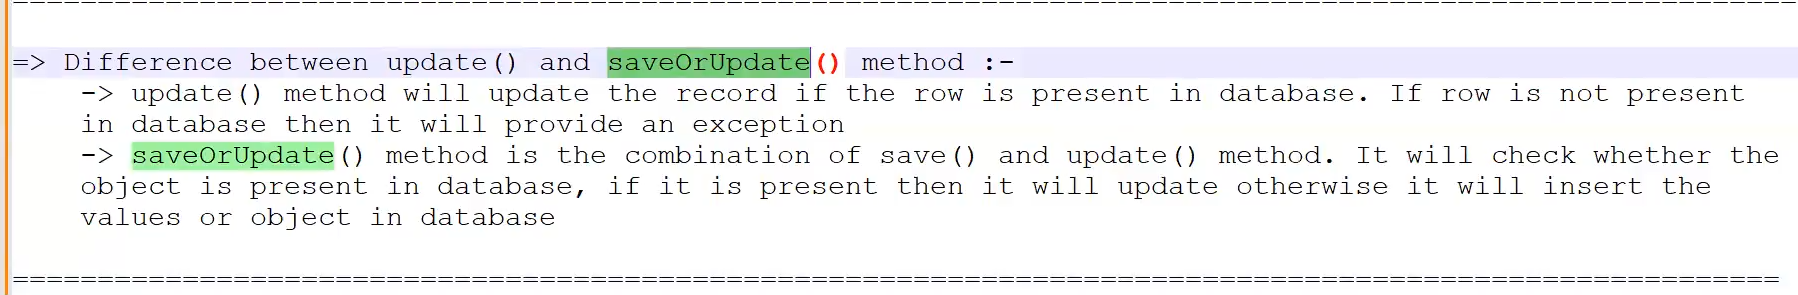 => Difference between update() and saveOrUpdate() method :-
-> update() method will update the record if the row is present in database. If row is not present
in database then it will provide an exception
-> saveOrUpdate() method is the combination of save() and update() method. It will check whether the
object is present in database, if it is present then it will update otherwise it will insert the
values or object in database